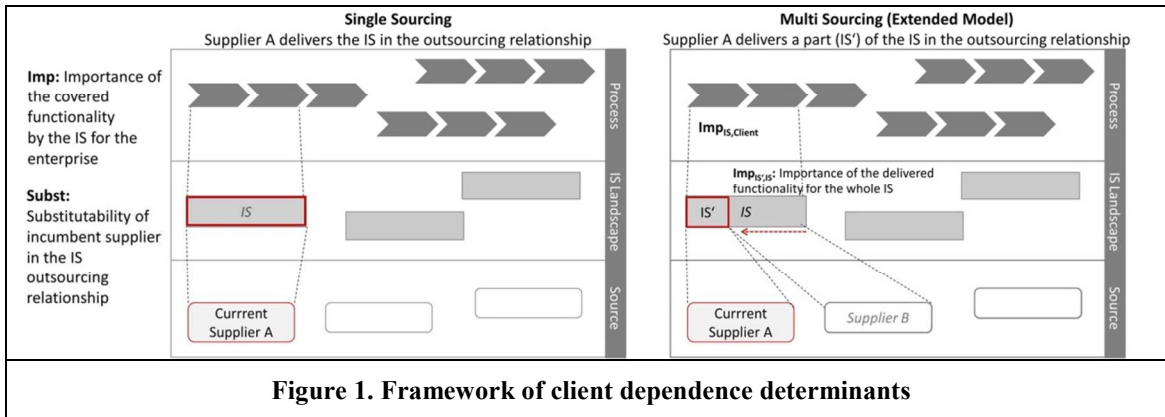 Single Sourcing
Supplier A delivers the IS in the outsourcing relationship
Imp: Importance of
the covered
functionality
by the IS for the
enterprise
Subst:
Substitutability of
incumbent supplier
in the IS
outsourcing
relationship
Process
IS
IS Landscape
Currrent
Supplier A
Source
Multi Sourcing (Extended Model)
Supplier A delivers a part (IS‘) of the IS in the outsourcing relationship
Process
Imp IS,Client
Imp IS‘,IS: Importance of the delivered
functionality for the whole IS
IS‘ IS
IS Landscape
Currrent
Supplier A
Supplier B
Source
Figure 1. Framework of client dependence determinants